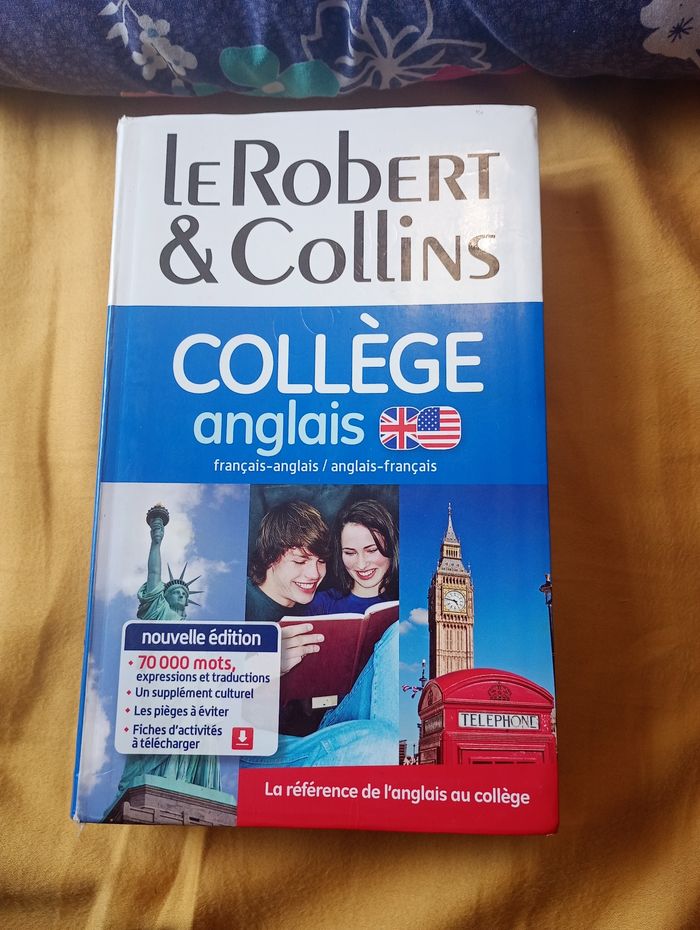 le Robert
& Collins
COLLÈGE
anglais
français-anglais / anglais-français
nouvelle édition
• 70 000 mots,
expressions et traductions
• Un supplément culturel
• Les pièges à éviter
• Fiches d'activités
à télécharger
TELEPHONE
La référence de l'anglais au collège